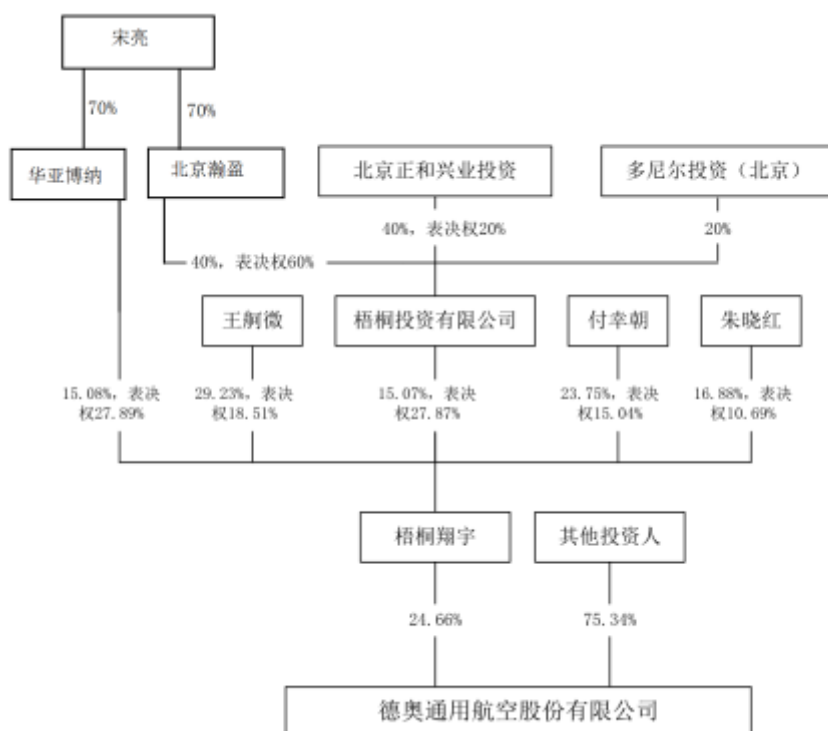 宋亮
70%
70%
华亚博纳
北京瀚盈
北京正和兴业投资
多尼尔投资（北京）
40%，表决权20%
20%
40%，表决权60%
王舸微
梧桐投资有限公司
付幸朝
朱晓红
15.08%，表决
权27.89%
29.23%，表决
权18.51%
15.07%，表决
权27.87%
23.75%，表决
权15.04%
16.88%，表决
权10.69%
梧桐翔宇
其他投资人
24.66%
75.34%
德奥通用航空股份有限公司